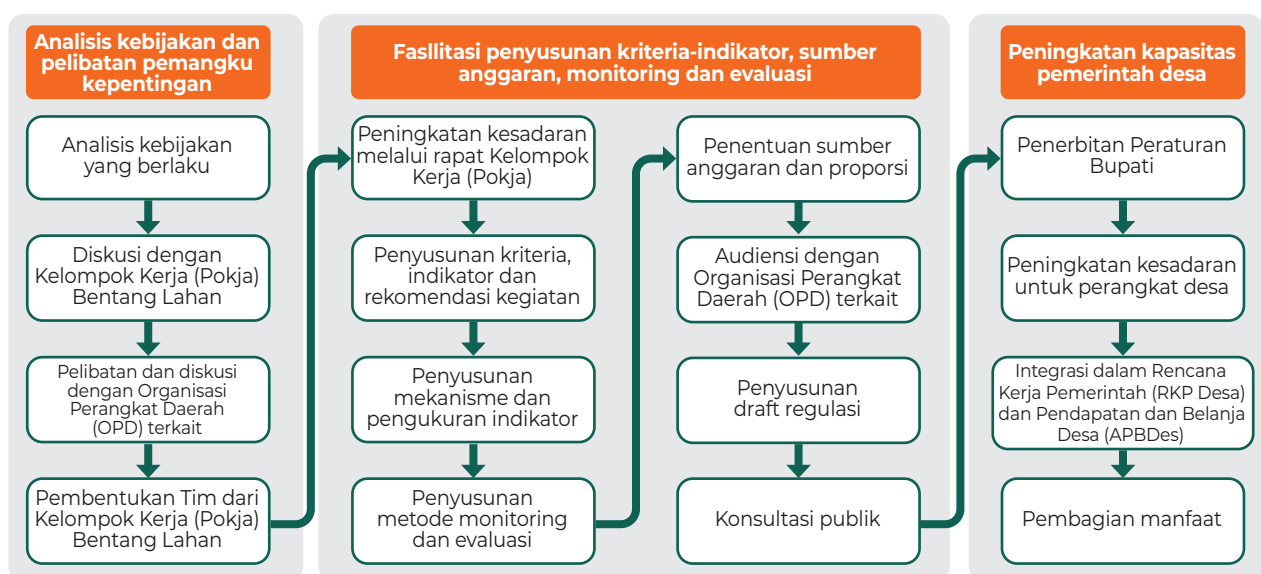 Analisis kebijakan dan
pelibatan pemangku
kepentingan
Analisis kebijakan
yang berlaku
Diskusi dengan
Kelompok Kerja (Pokja)
Bentang Lahan
Pelibatan dan diskusi
dengan Organisasi
Perangkat Daerah
(OPD) terkait
Pembentukan Tim dari
Kelompok Kerja (Pokja)
Bentang Lahan
Fasllitasi penyusunan kriteria-indikator, sumber
anggaran, monitoring dan evaluasi
Peningkatan kesadaran
melalui rapat Kelompok
Kerja (Pokja)
Penyusunan kriteria,
indikator dan
rekomendasi kegiatan
Penyusunan
mekanisme dan
pengukuran indikator
Penyusunan
metode monitoring
dan evaluasi
Penentuan sumber
anggaran dan proporsi
Audiensi dengan
Organisasi Perangkat
Daerah (OPD) terkait
Penyusunan
draft regulasi
Konsultasi publik
Peningkatan kapasitas
pemerintah desa
Penerbitan Peraturan
Bupati
Peningkatan kesadaran
untuk perangkat desa
Integrasi dalam Rencana
Kerja Pemerintah (RKP Desa)
dan Pendapatan dan Belanja
Desa (APBDes)
Pembagian manfaat